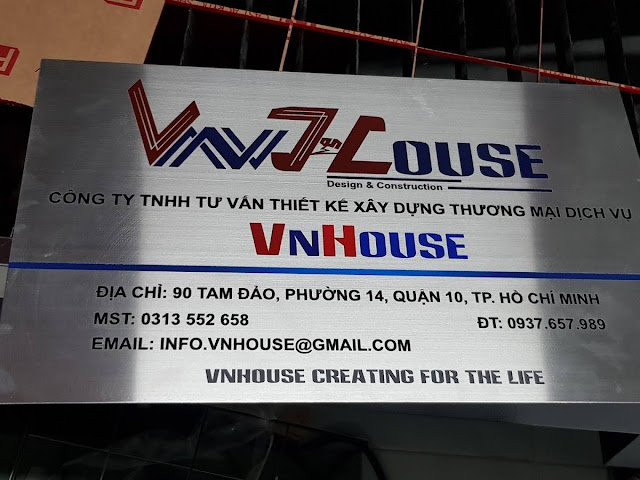 VnHOUSE
Design & Construction
CÔNG TY TNHH TƯ VẤN THIẾT KẾ XÂY DỰNG THƯƠNG MẠI DỊCH VỤ
VNHOUSE
ĐỊA CHỈ: 90 TAM ĐẢO, PHƯỜNG 14, QUẬN 10, TP. HỒ CHÍ MINH
MST: 0313 552 658 ĐT: 0937.657.989
EMAIL: INFO.VNHOUSE@GMAIL.COM
VNHOUSE CREATING FOR THE LIFE